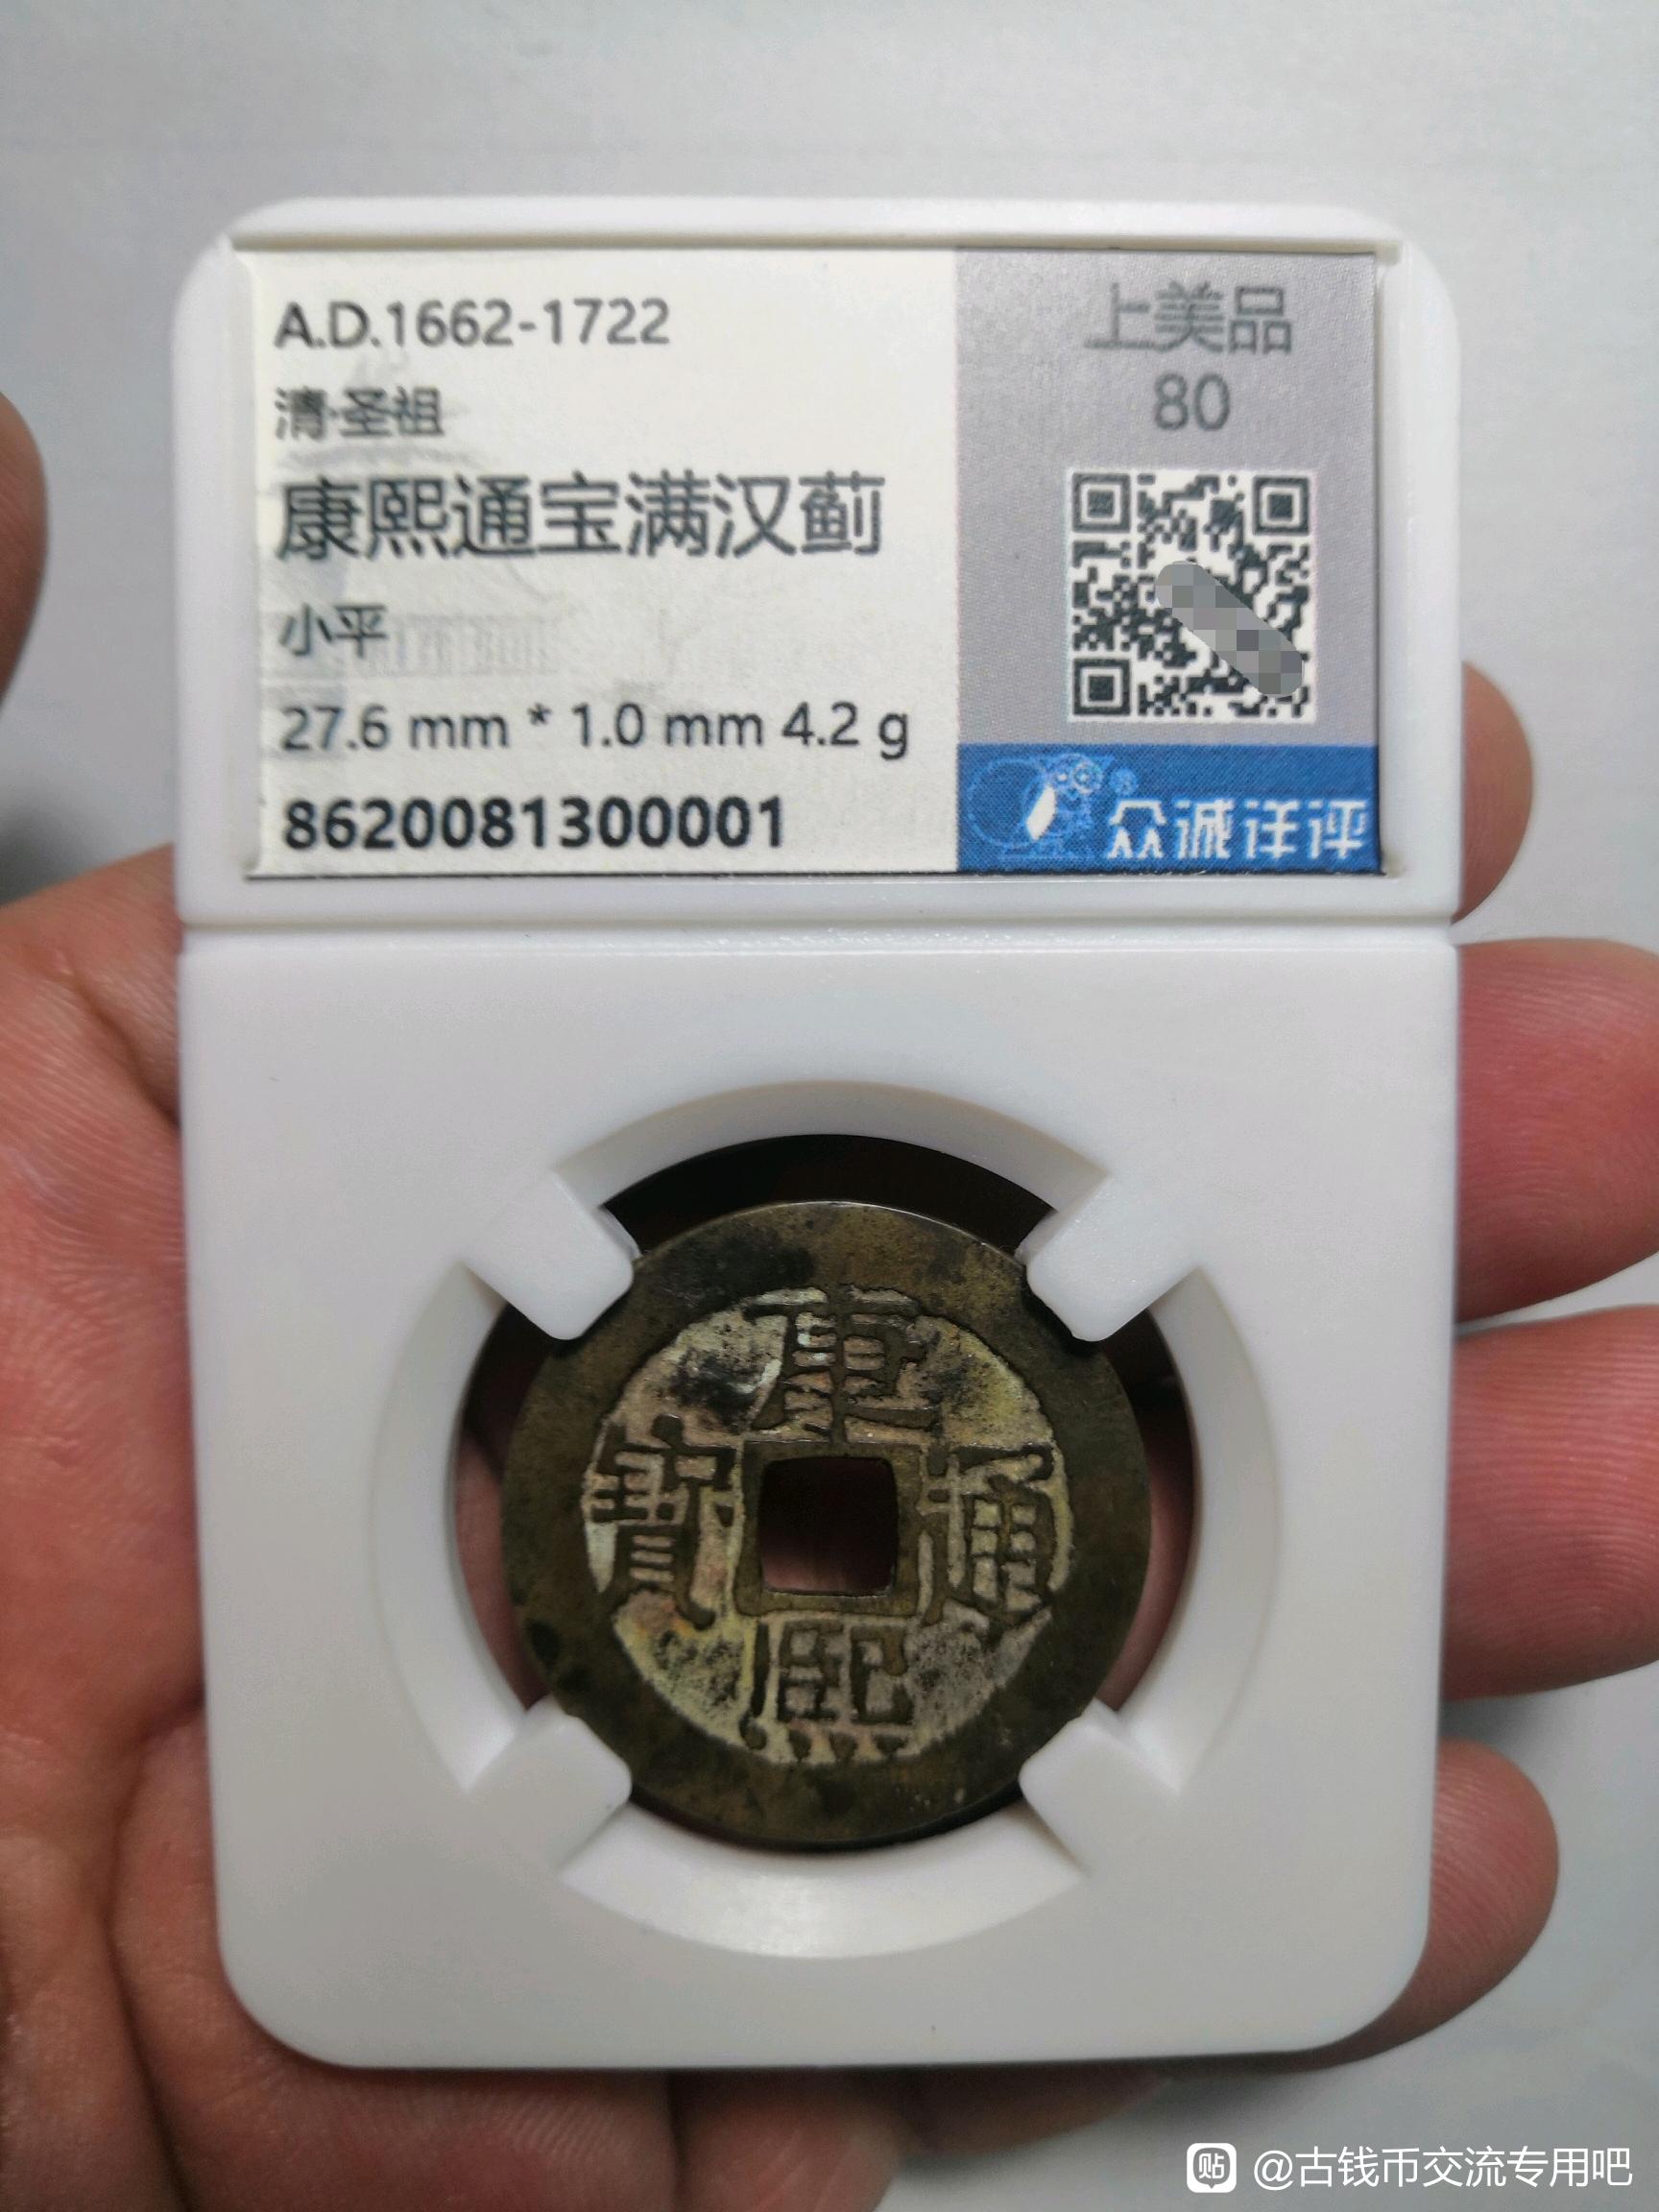 A.D.1662-1722
清·圣祖
康熙通宝满汉蓟
小平
27.6 mm * 1.0 mm 4.2 g
8620081300001
上美品
80
众诚评评
康
寶 通
熙
贴 @古钱币交流专用吧